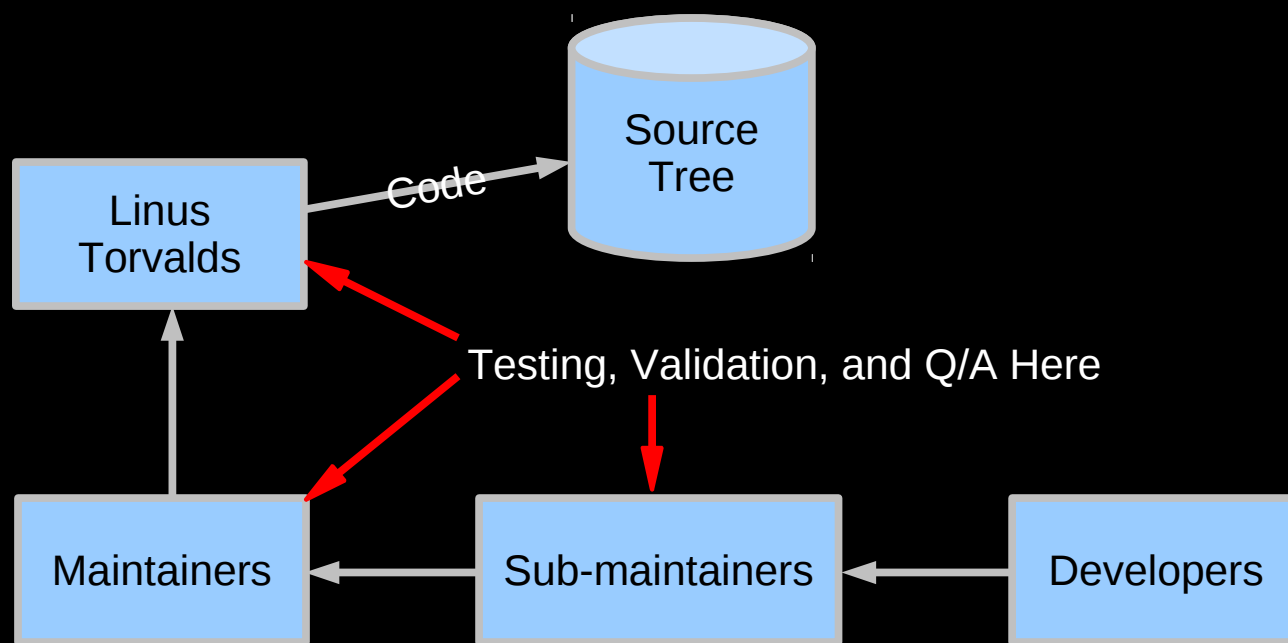 Source
Tree
Code
Linus
Torvalds
Testing, Validation, and Q/A Here
Maintainers
Sub-maintainers
Developers